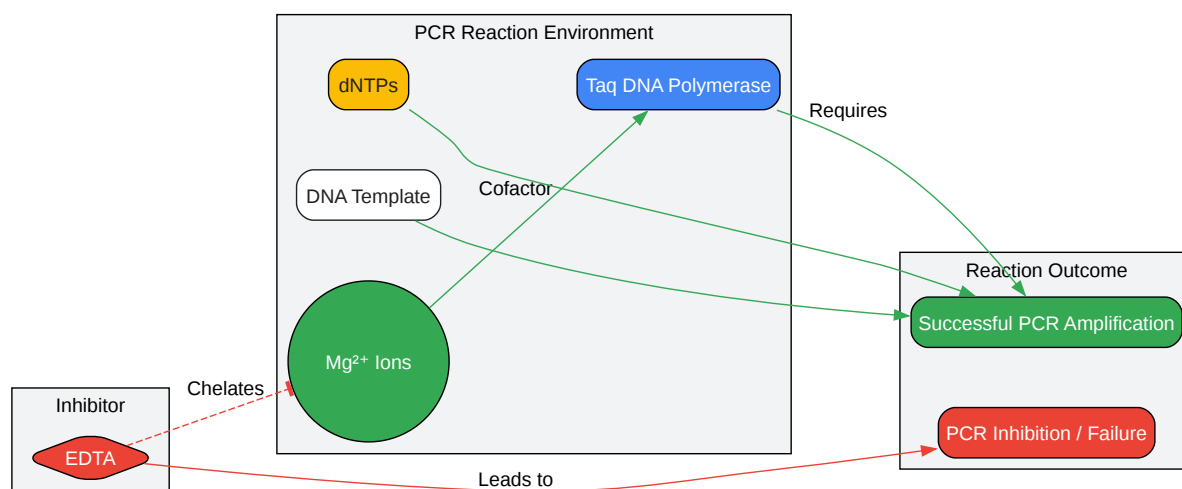 PCR Reaction Environment
dNTPs
Taq DNA Polymerase
Requires
DNA Template
Cofactor
Reaction Outcome
Successful PCR Amplification
Mg²⁺ Ions
Chelates
Inhibitor
EDTA
PCR Inhibition / Failure
Leads to